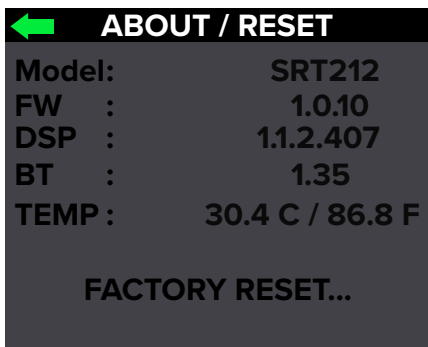 ABOUT / RESET
Model: SRT212
FW : 1.0.10
DSP : 1.1.2.407
BT : 1.35
TEMP : 30.4 C / 86.8 F
FACTORY RESET...